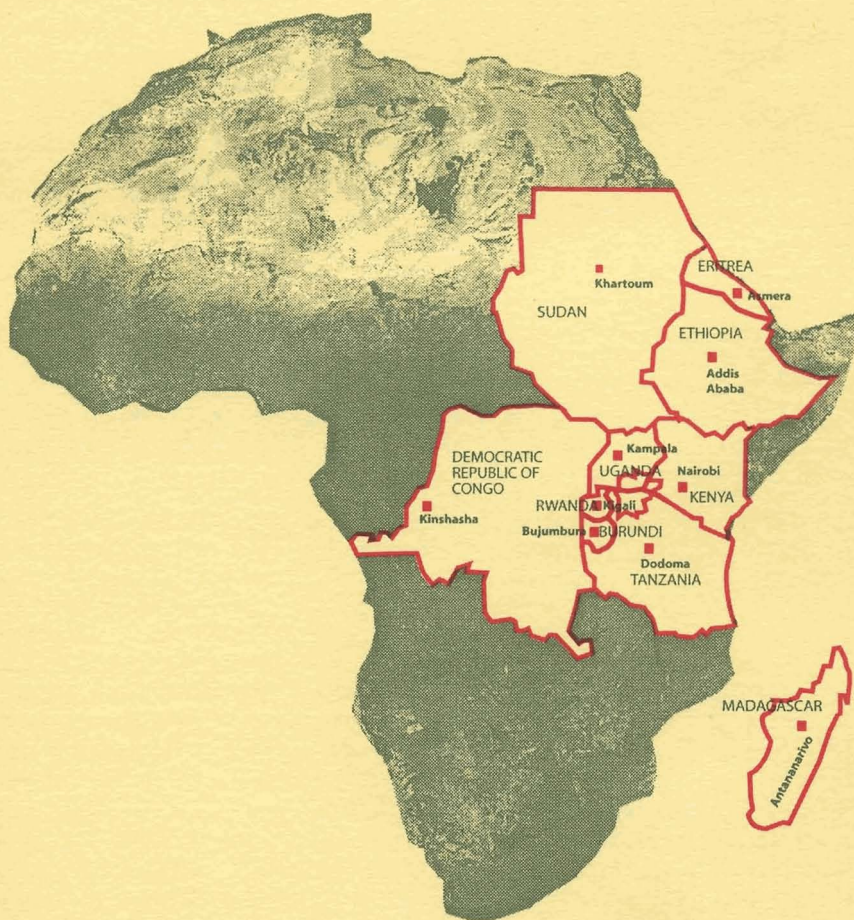 ERITREA
Khartoum
Asmera
SUDAN
ETHIOPIA
Addis
Ababa
Kampala
DEMOCRATIC
REPUBLIC OF
CONGO
UGANDA
Nairobi
KENYA
Kinshasha
RWANDA
Kigali
Bujumbura
BURUNDI
Dodoma
TANZANIA
MADAGASCAR
Antananarivo